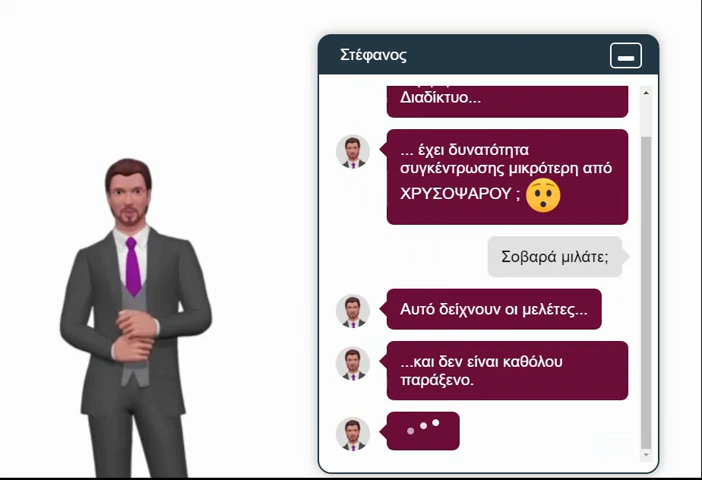 Στέφανος
Διαδίκτυο...
... έχει δυνατότητα
συγκέντρωσης μικρότερη από
ΧΡΥΣΟΨΑΡΟΥ ;
Σοβαρά μιλάτε;
Αυτό δείχνουν οι μελέτες...
...και δεν είναι καθόλου
παράξενο.